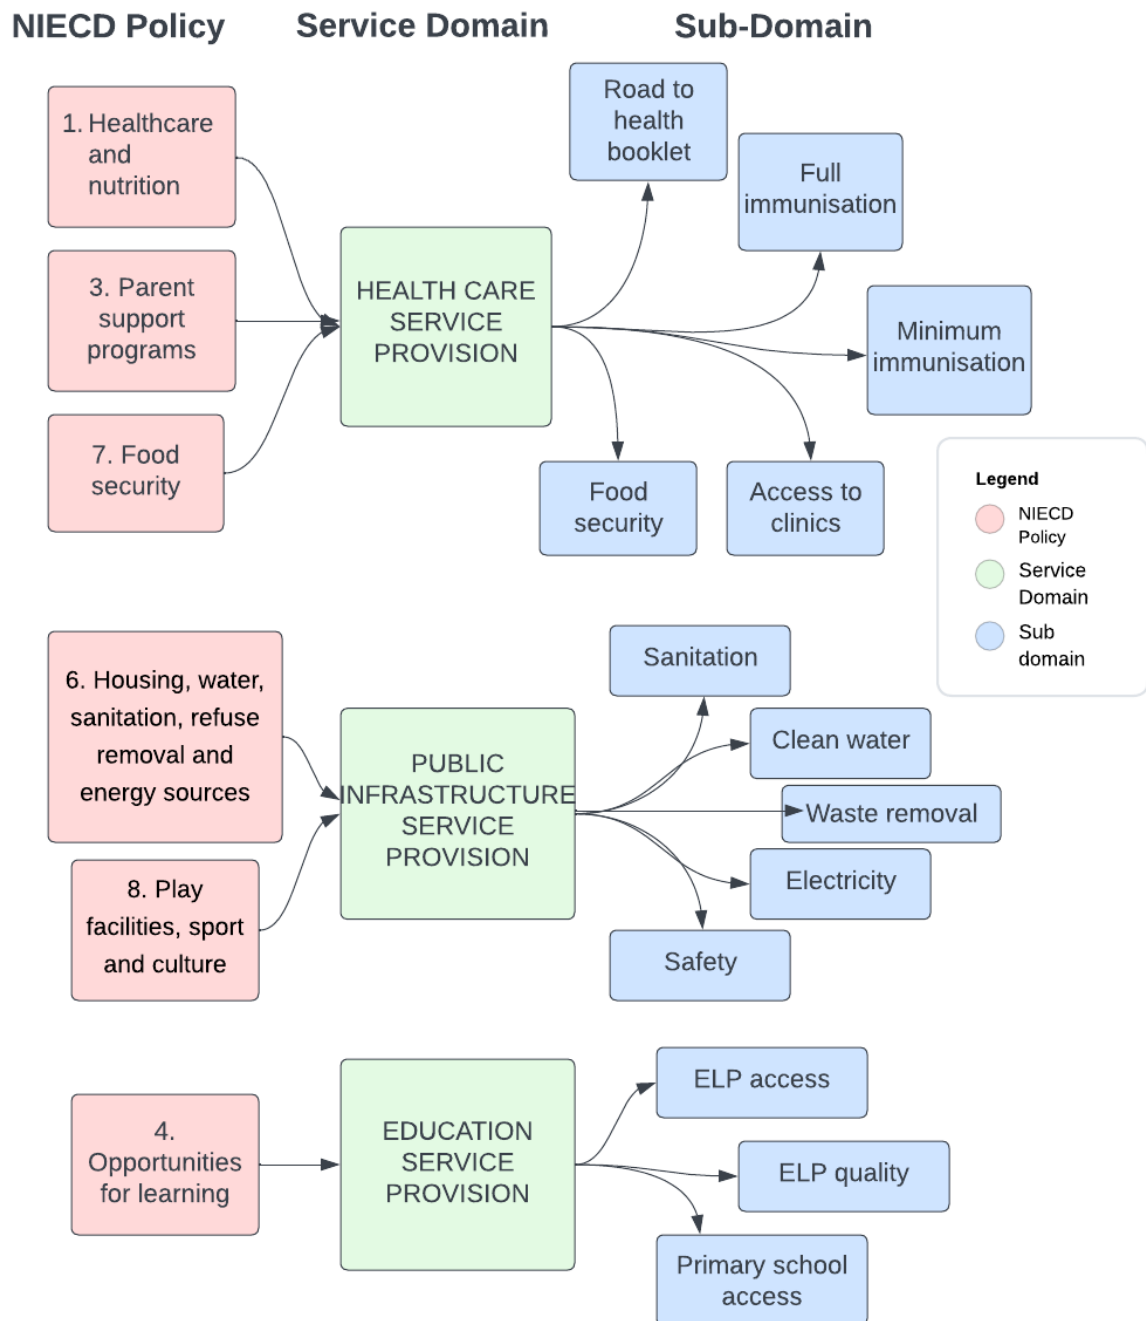 NIECD Policy
Service Domain
Sub-Domain
1. Healthcare
and
nutrition
3. Parent
support
programs
7. Food
security
HEALTH CARE
SERVICE
PROVISION
Road to
health
booklet
Full
immunisation
Minimum
immunisation
Food
security
Access to
clinics
Legend
NIECD
Policy
Service
Domain
Sub
domain
6. Housing, water,
sanitation, refuse
removal and
energy sources
8. Play
facilities, sport
and culture
PUBLIC
INFRASTRUCTURE
SERVICE
PROVISION
Sanitation
Clean water
Waste removal
Electricity
Safety
4.
Opportunities
for learning
EDUCATION
SERVICE
PROVISION
ELP access
ELP quality
Primary school
access